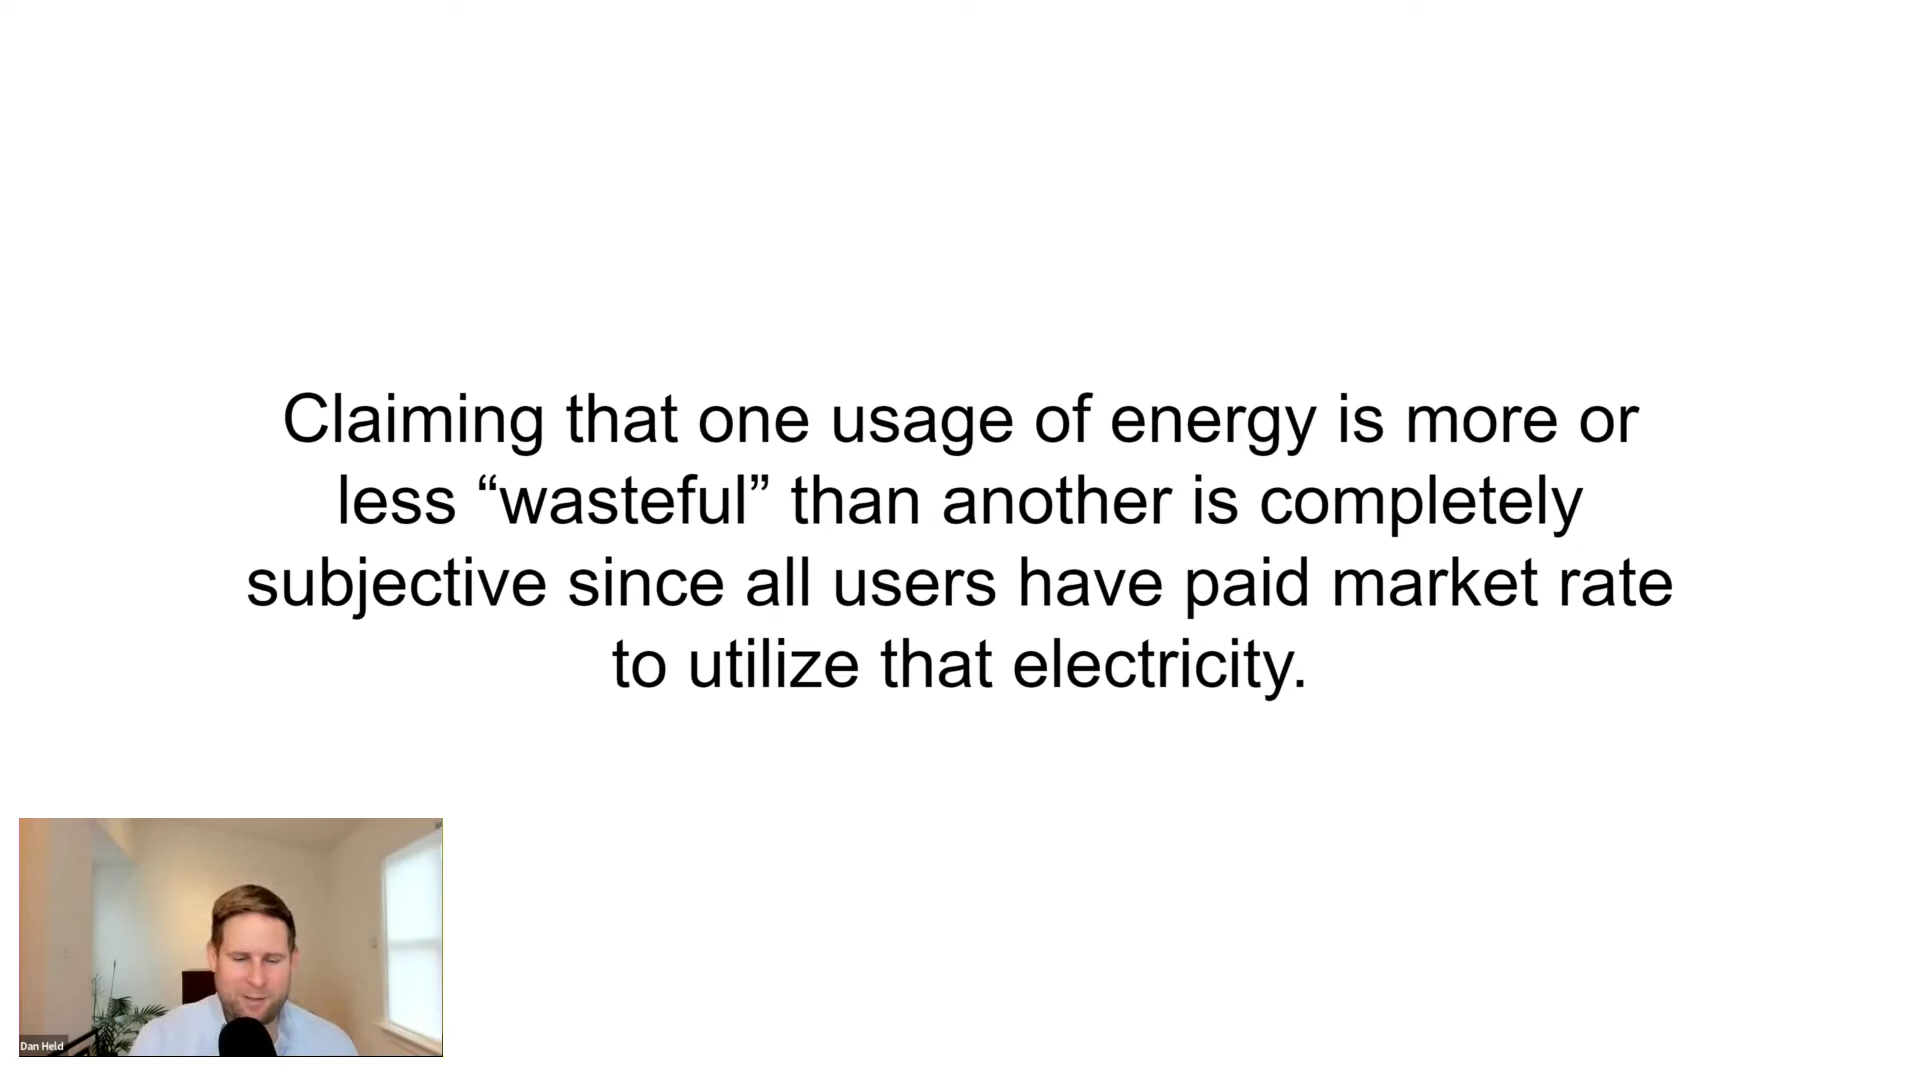 Claiming that one usage of energy is more or
less “wasteful” than another is completely
subjective since all users have paid market rate
to utilize that electricity.
Dan Held